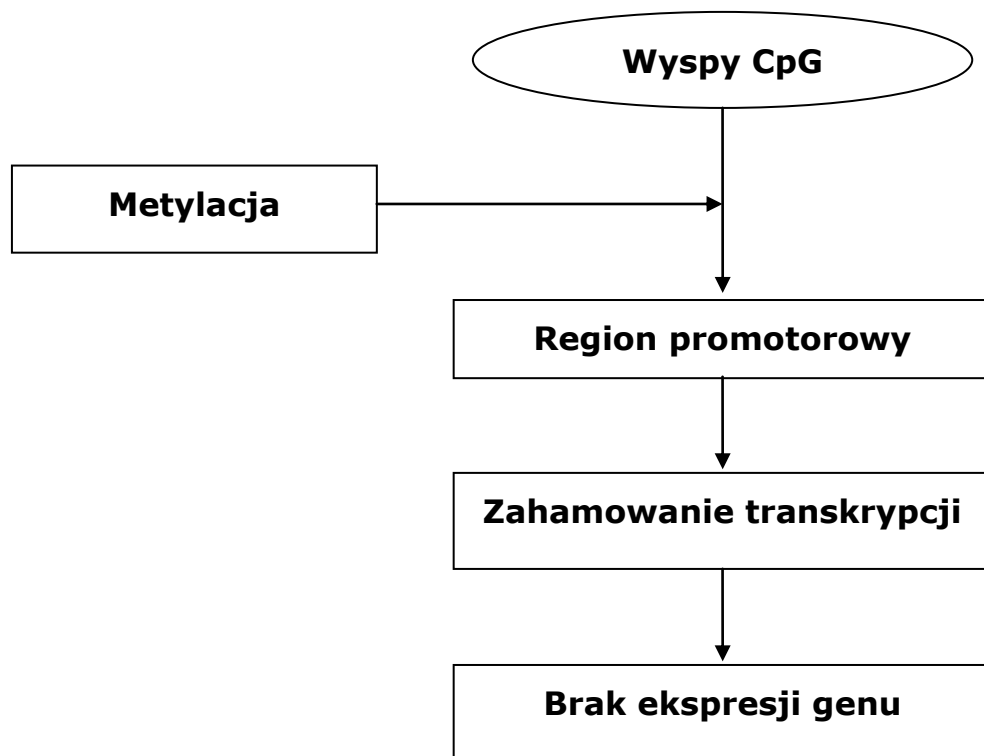 Wyspy CpG
Metylacja
Region promotorowy
Zahamowanie transkrypcji
Brak ekspresji genu